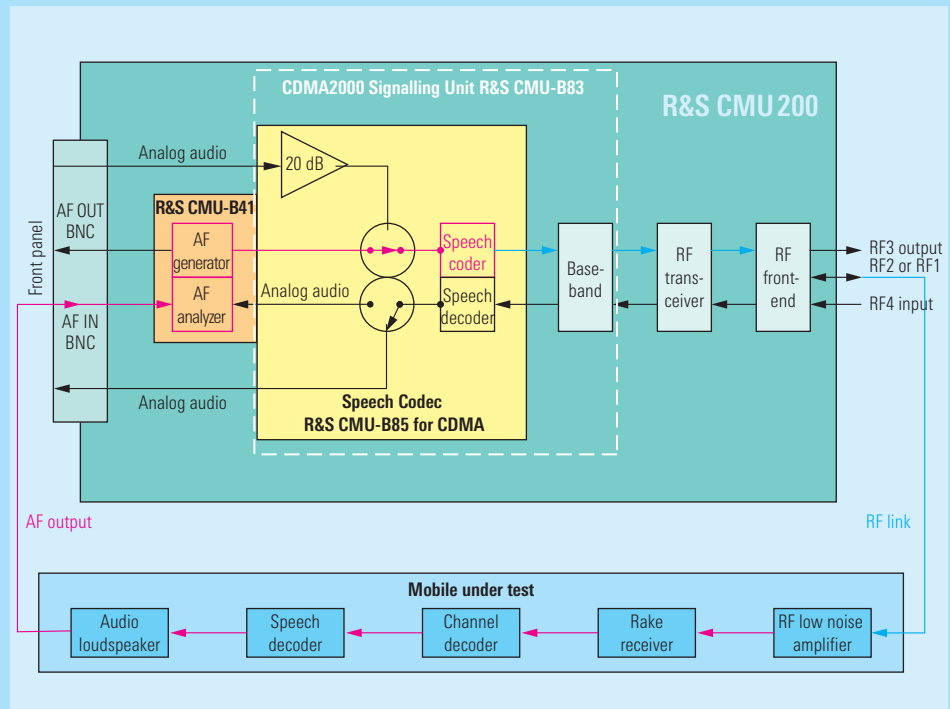 CDMA2000 Signalling Unit R&S CMU-B83
R&S CMU 200
Analog audio
20 dB
Front panel
AF OUT
BNC
R&S CMU-B41
AF
generator
Speech
coder
Base-
band
RF
trans-
ceiver
RF
front-
end
RF3 output
RF2 or RF1
RF4 input
AF
analyzer
Analog audio
Speech
decoder
AF IN
BNC
Analog audio
Speech Codec
R&S CMU-B85 for CDMA
AF output
RF link
Mobile under test
Audio
loudspeaker
Speech
decoder
Channel
decoder
Rake
receiver
RF low noise
amplifier